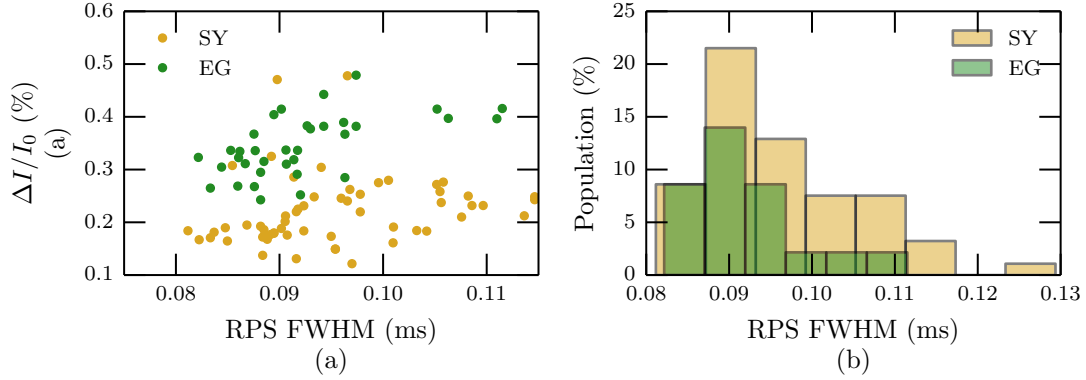 0.6
0.5
0.4
0.3
0.2
0.1
ΔI/I₀ (%)
(a)
SY
EG
0.08
0.09
0.10
0.11
RPS FWHM (ms)
(a)
25
20
15
10
5
0
Population (%)
SY
EG
0.08
0.09
0.10
0.11
0.12
0.13
RPS FWHM (ms)
(b)